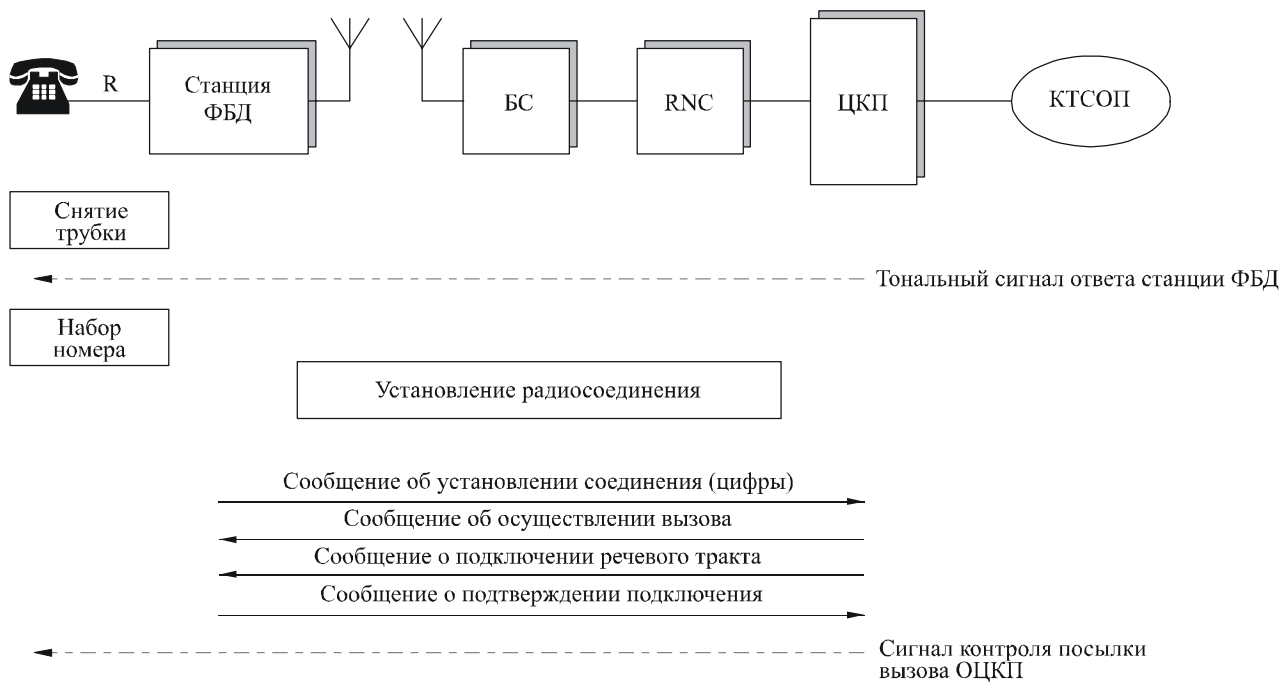 R
Станция
ФБД
БС
RNC
ЦКП
КТСОП
Снятие
трубки
Тональный сигнал ответа станции ФБД
Набор
номера
Установление радиосоединения
Сообщение об установлении соединения (цифры)
Сообщение об осуществлении вызова
Сообщение о подключении речевого тракта
Сообщение о подтверждении подключения
Сигнал контроля посылки
вызова ОЦКП